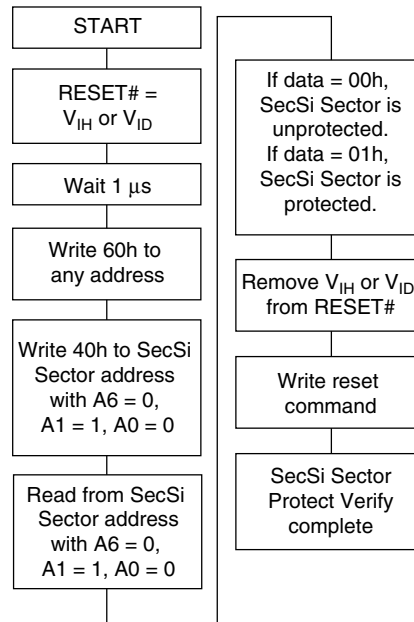 START
RESET# =
VIH or VID
Wait 1 μs
Write 60h to
any address
Write 40h to SecSi
Sector address
with A6 = 0,
A1 = 1, A0 = 0
Read from SecSi
Sector address
with A6 = 0,
A1 = 1, A0 = 0
If data = 00h,
SecSi Sector is
unprotected.
If data = 01h,
SecSi Sector is
protected.
Remove VIH or VID
from RESET#
Write reset
command
SecSi Sector
Protect Verify
complete